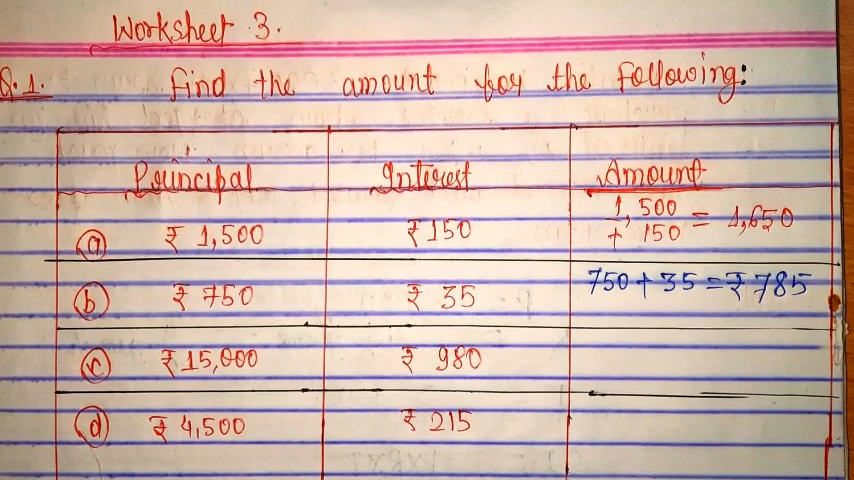 Worksheet 3.
Q.1. Find the amount for the following:
Principal Interest Amount
(a) ₹ 1,500 ₹ 150 1,500 + 150 = 1,650
(b) ₹ 750 ₹ 35 750 + 35 = ₹ 785
(c) ₹ 15,000 ₹ 980
(d) ₹ 4,500 ₹ 215